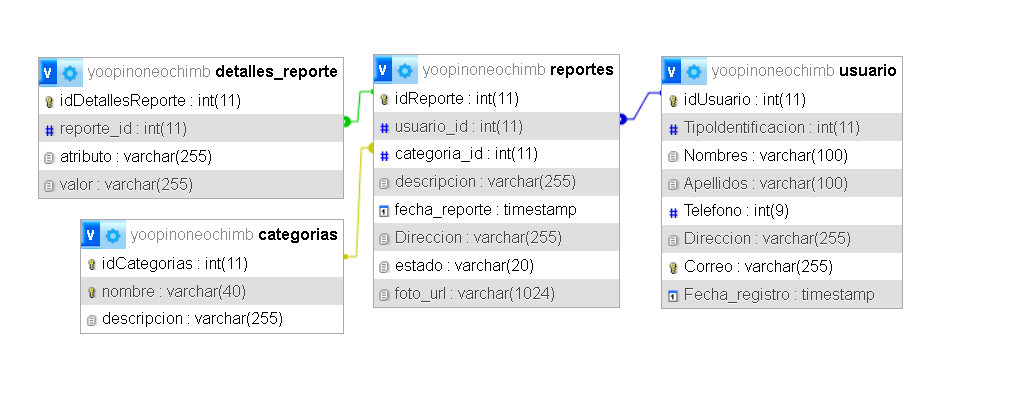 V yoopinoneochimb detalles_reporte
idDetallesReporte : int(11)
# reporte_id : int(11)
atributo : varchar(255)
valor : varchar(255)
V yoopinoneochimb categorias
idCategorias : int(11)
nombre : varchar(40)
descripcion : varchar(255)
V yoopinoneochimb reportes
idReporte : int(11)
# usuario_id : int(11)
# categoria_id : int(11)
descripcion : varchar(255)
fecha_reporte : timestamp
Direccion : varchar(255)
estado : varchar(20)
foto_url : varchar(1024)
V yoopinoneochimb usuario
idUsuario : int(11)
# TipoIdentificacion : int(11)
Nombres : varchar(100)
Apellidos : varchar(100)
# Telefono : int(9)
Direccion : varchar(255)
Correo : varchar(255)
Fecha_registro : timestamp